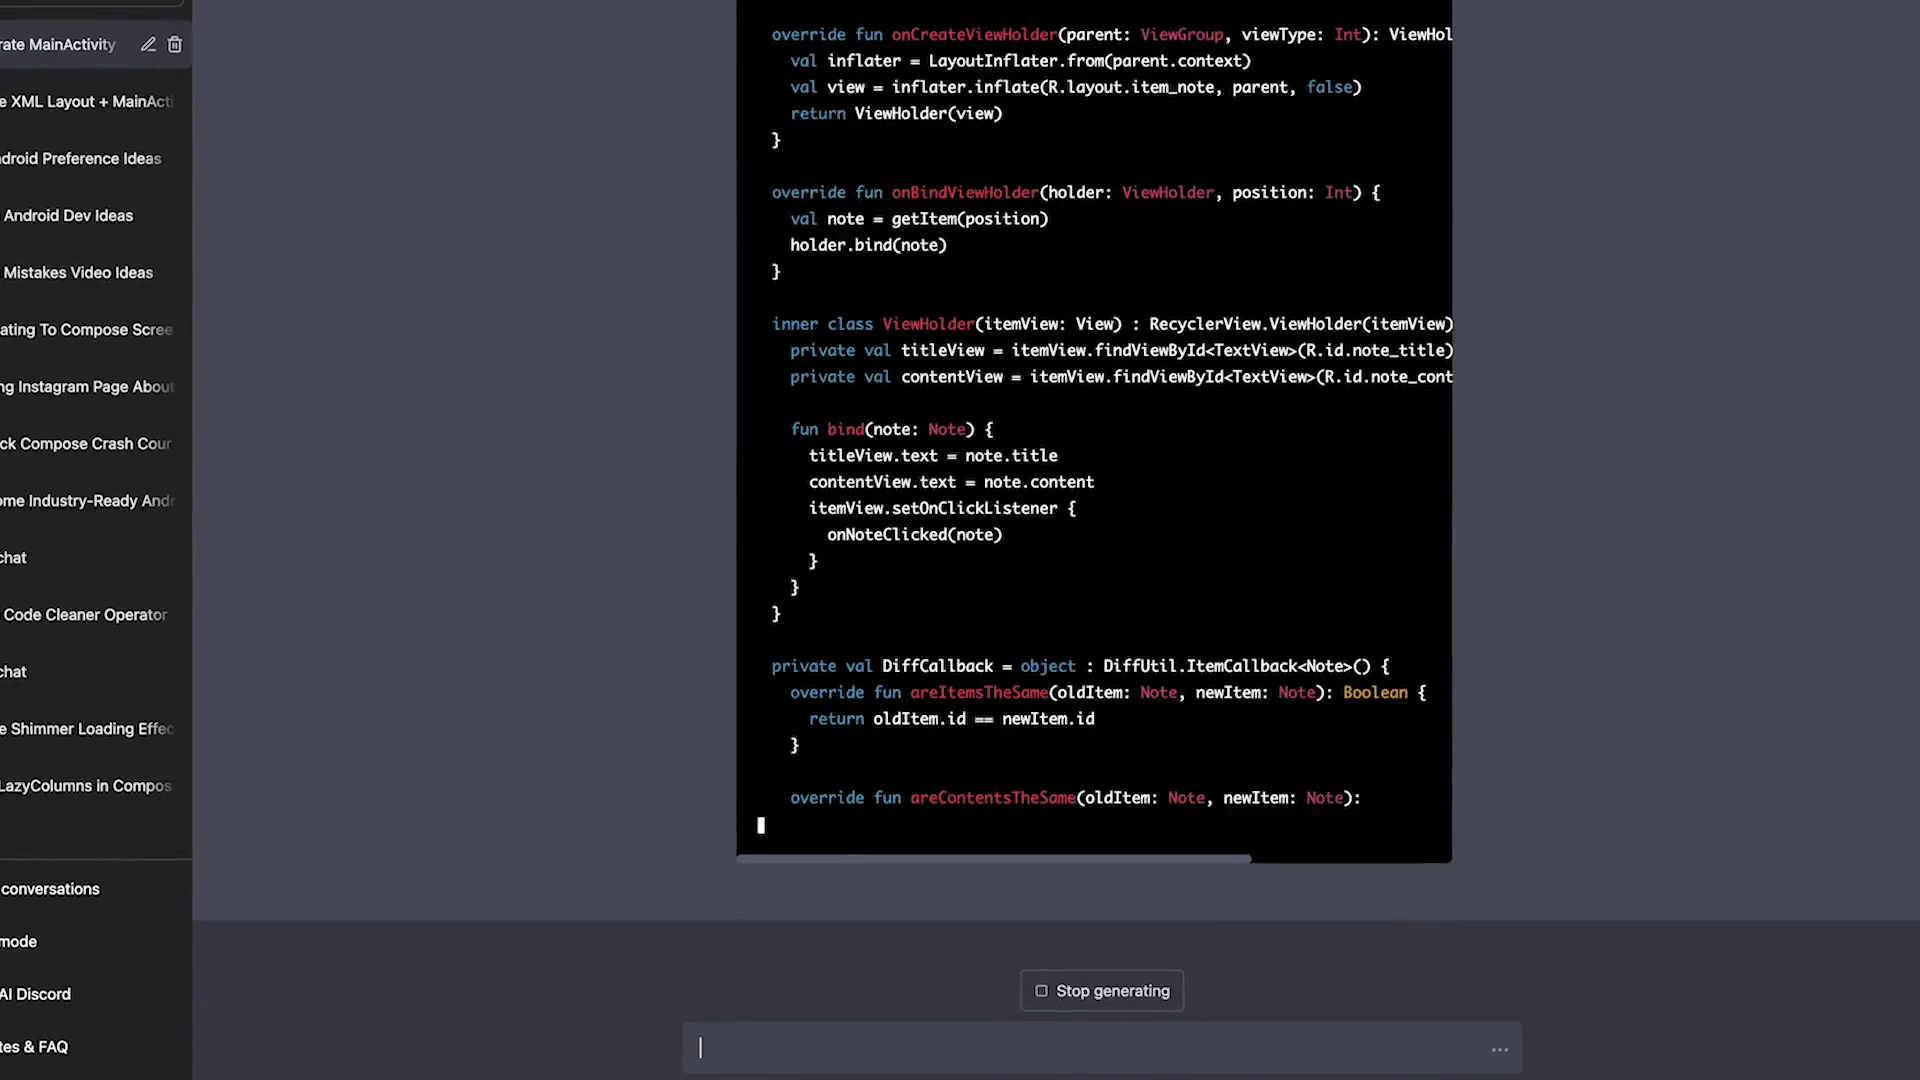 rate MainActivity
e XML Layout + MainActi
ndroid Preference Ideas
Android Dev Ideas
Mistakes Video Ideas
ating To Compose Scree
ng Instagram Page About
ck Compose Crash Cour
ome Industry-Ready Andr
chat
Code Cleaner Operator
chat
e Shimmer Loading Effec
LazyColumns in Compos
conversations
mode
AI Discord
tes & FAQ
override fun onCreateViewHolder(parent: ViewGroup, viewType: Int): ViewHol
val inflater = LayoutInflater.from(parent.context)
val view = inflater.inflate(R.layout.item_note, parent, false)
return ViewHolder(view)
}
override fun onBindViewHolder(holder: ViewHolder, position: Int) {
val note = getItem(position)
holder.bind(note)
}
inner class ViewHolder(itemView: View) : RecyclerView.ViewHolder(itemView)
private val titleView = itemView.findViewById<TextView>(R.id.note_title)
private val contentView = itemView.findViewById<TextView>(R.id.note_cont
fun bind(note: Note) {
titleView.text = note.title
contentView.text = note.content
itemView.setOnClickListener {
onNoteClicked(note)
}
}
}
private val DiffCallback = object : DiffUtil.ItemCallback<Note>() {
override fun areItemsTheSame(oldItem: Note, newItem: Note): Boolean {
return oldItem.id == newItem.id
}
override fun areContentsTheSame(oldItem: Note, newItem: Note):
Stop generating